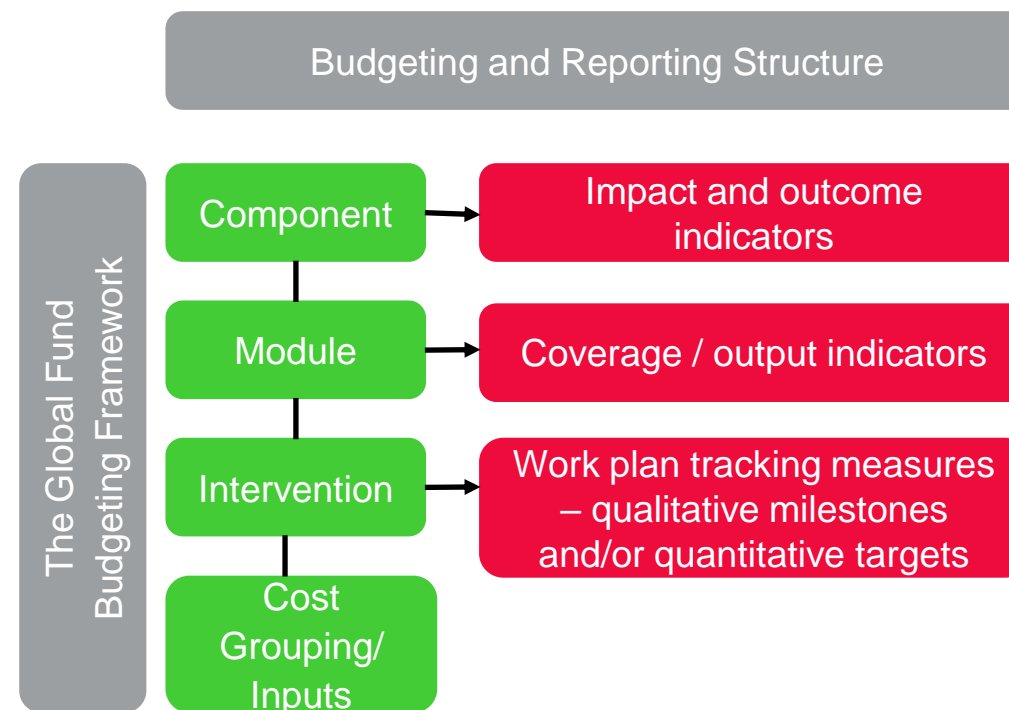 Budgeting and Reporting Structure
The Global Fund
Budgeting Framework
Component
Impact and outcome
indicators
Module
Coverage / output indicators
Intervention
Work plan tracking measures
– qualitative milestones
and/or quantitative targets
Cost
Grouping/
Inputs